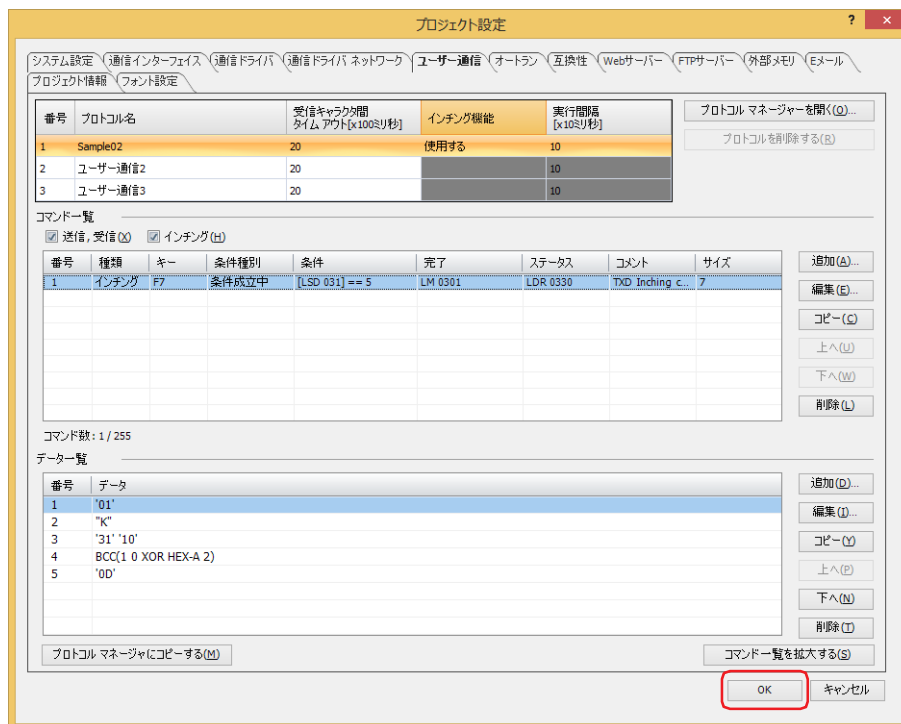 プロジェクト設定
? ×
システム設定 通信インターフェイス 通信ドライバ 通信ドライバ ネットワーク ユーザー通信 オートラン 互換性 Webサーバー FTPサーバー 外部メモリ Eメール
プロジェクト情報 フォント設定
番号 プロトコル名 受信キャラクタ間 タイム アウト[x100ミリ秒] インチング機能 実行間隔 [x10ミリ秒]
1 Sample02 20 使用する 10
2 ユーザー通信2 20 10
3 ユーザー通信3 20 10
プロトコル マネージャーを開く(O)...
プロトコルを削除する(R)
コマンド一覧
送信, 受信(X) インチング(H)
番号 種類 キー 条件種別 条件 完了 ステータス コメント サイズ
1 インチング F7 条件成立中 [LSD 031] == 5 LM 0301 LDR 0330 TXD Inching c... 7
追加(A)...
編集(E)...
コピー(C)
上へ(U)
下へ(W)
削除(L)
コマンド数: 1 / 255
データ一覧
番号 データ
1 '01'
2 "K"
3 '31' '10'
4 BCC(1 0 XOR HEX-A 2)
5 '0D'
追加(D)...
編集(I)...
コピー(Y)
上へ(P)
下へ(N)
削除(T)
プロトコル マネージャにコピーする(M)
コマンド一覧を拡大する(S)
OK キャンセル